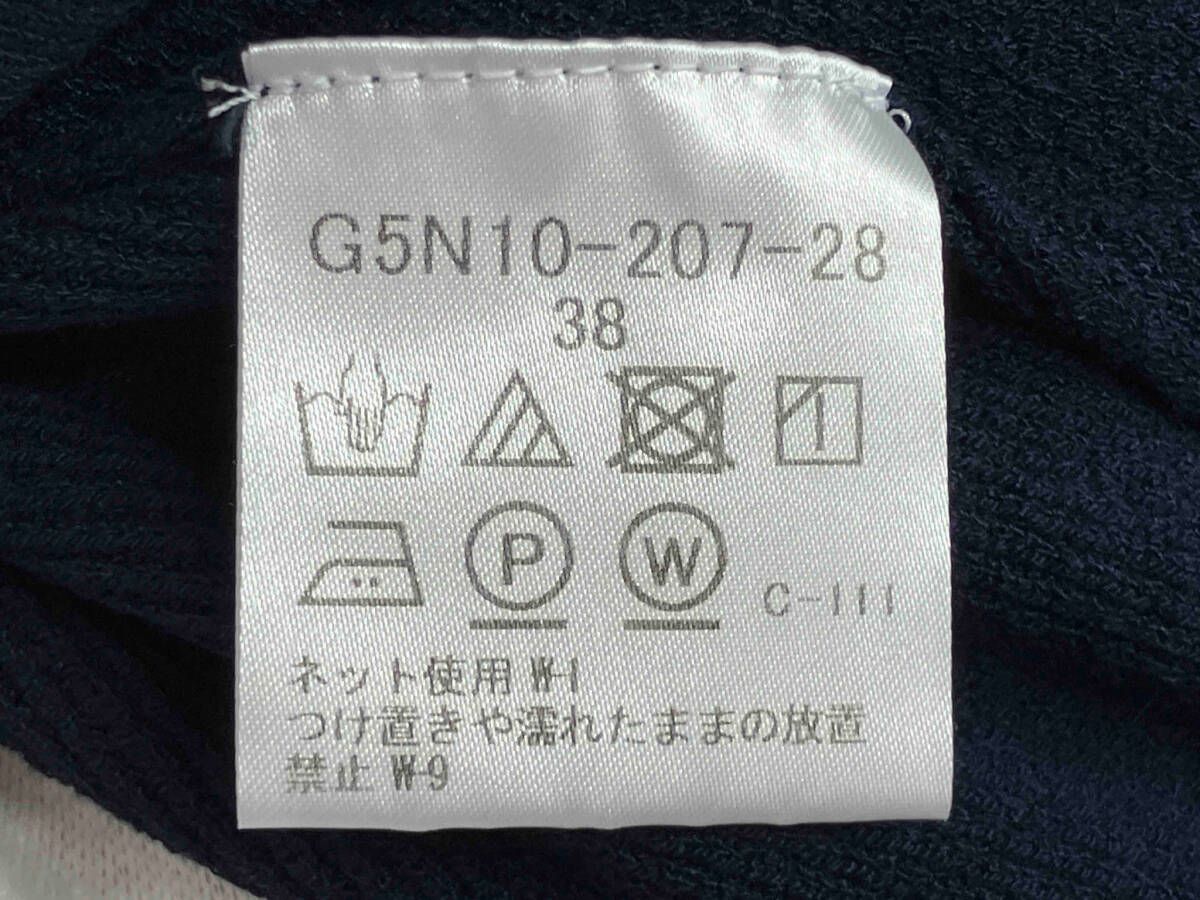 G5N10-207-28
38
P W C-111
ネット使用 W-1
つけ置きや濡れたままの放置
禁止 W-9